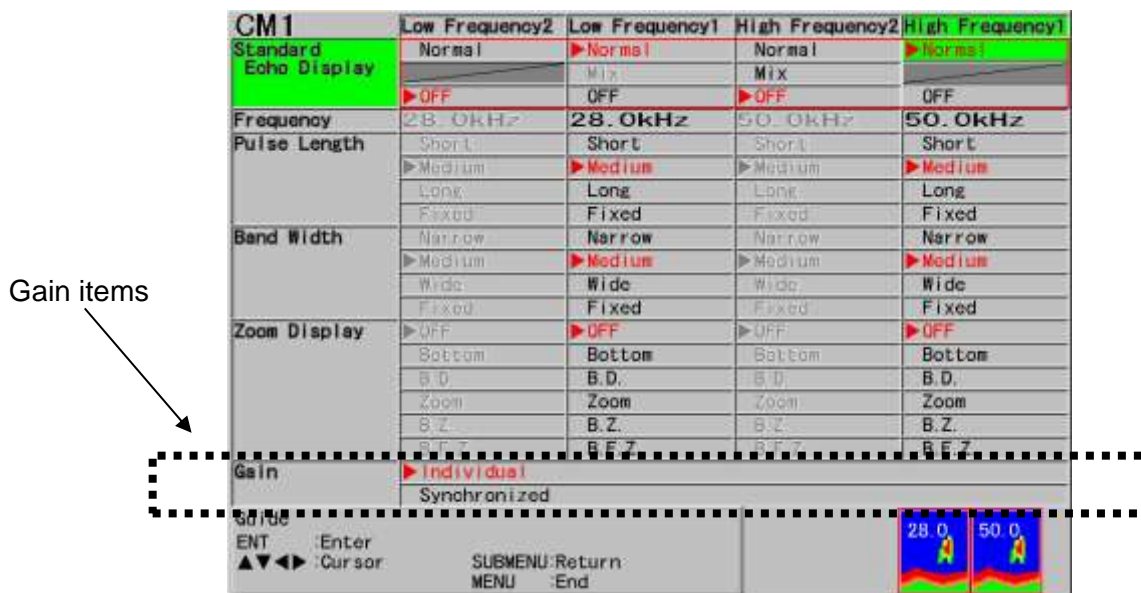 CM1 Low Frequency2 Low Frequency1 High Frequency2 High Frequency1
Standard Normal ▶Normal Normal ▶Normal
Echo Display Mix Mix
▶OFF OFF ▶OFF OFF
Frequency 28.0kHz 28.0kHz 50.0kHz 50.0kHz
Pulse Length Short Short Short Short
▶Medium ▶Medium ▶Medium ▶Medium
Long Long Long Long
Fixed Fixed Fixed Fixed
Band Width Narrow Narrow Narrow Narrow
▶Medium ▶Medium ▶Medium ▶Medium
Wide Wide Wide Wide
Fixed Fixed Fixed Fixed
Gain items
Zoom Display ▶OFF ▶OFF ▶OFF ▶OFF
Bottom Bottom Bottom Bottom
B.D. B.D. B.D. B.D.
Zoom Zoom Zoom Zoom
B.Z. B.Z. B.Z. B.Z.
B.F.Z. B.F.Z. B.F.Z. B.F.Z.
Gain ▶Individual
Synchronized
Guide
ENT :Enter
▲▼◀▶ :Cursor SUBMENU:Return
MENU :End
28.0 50.0